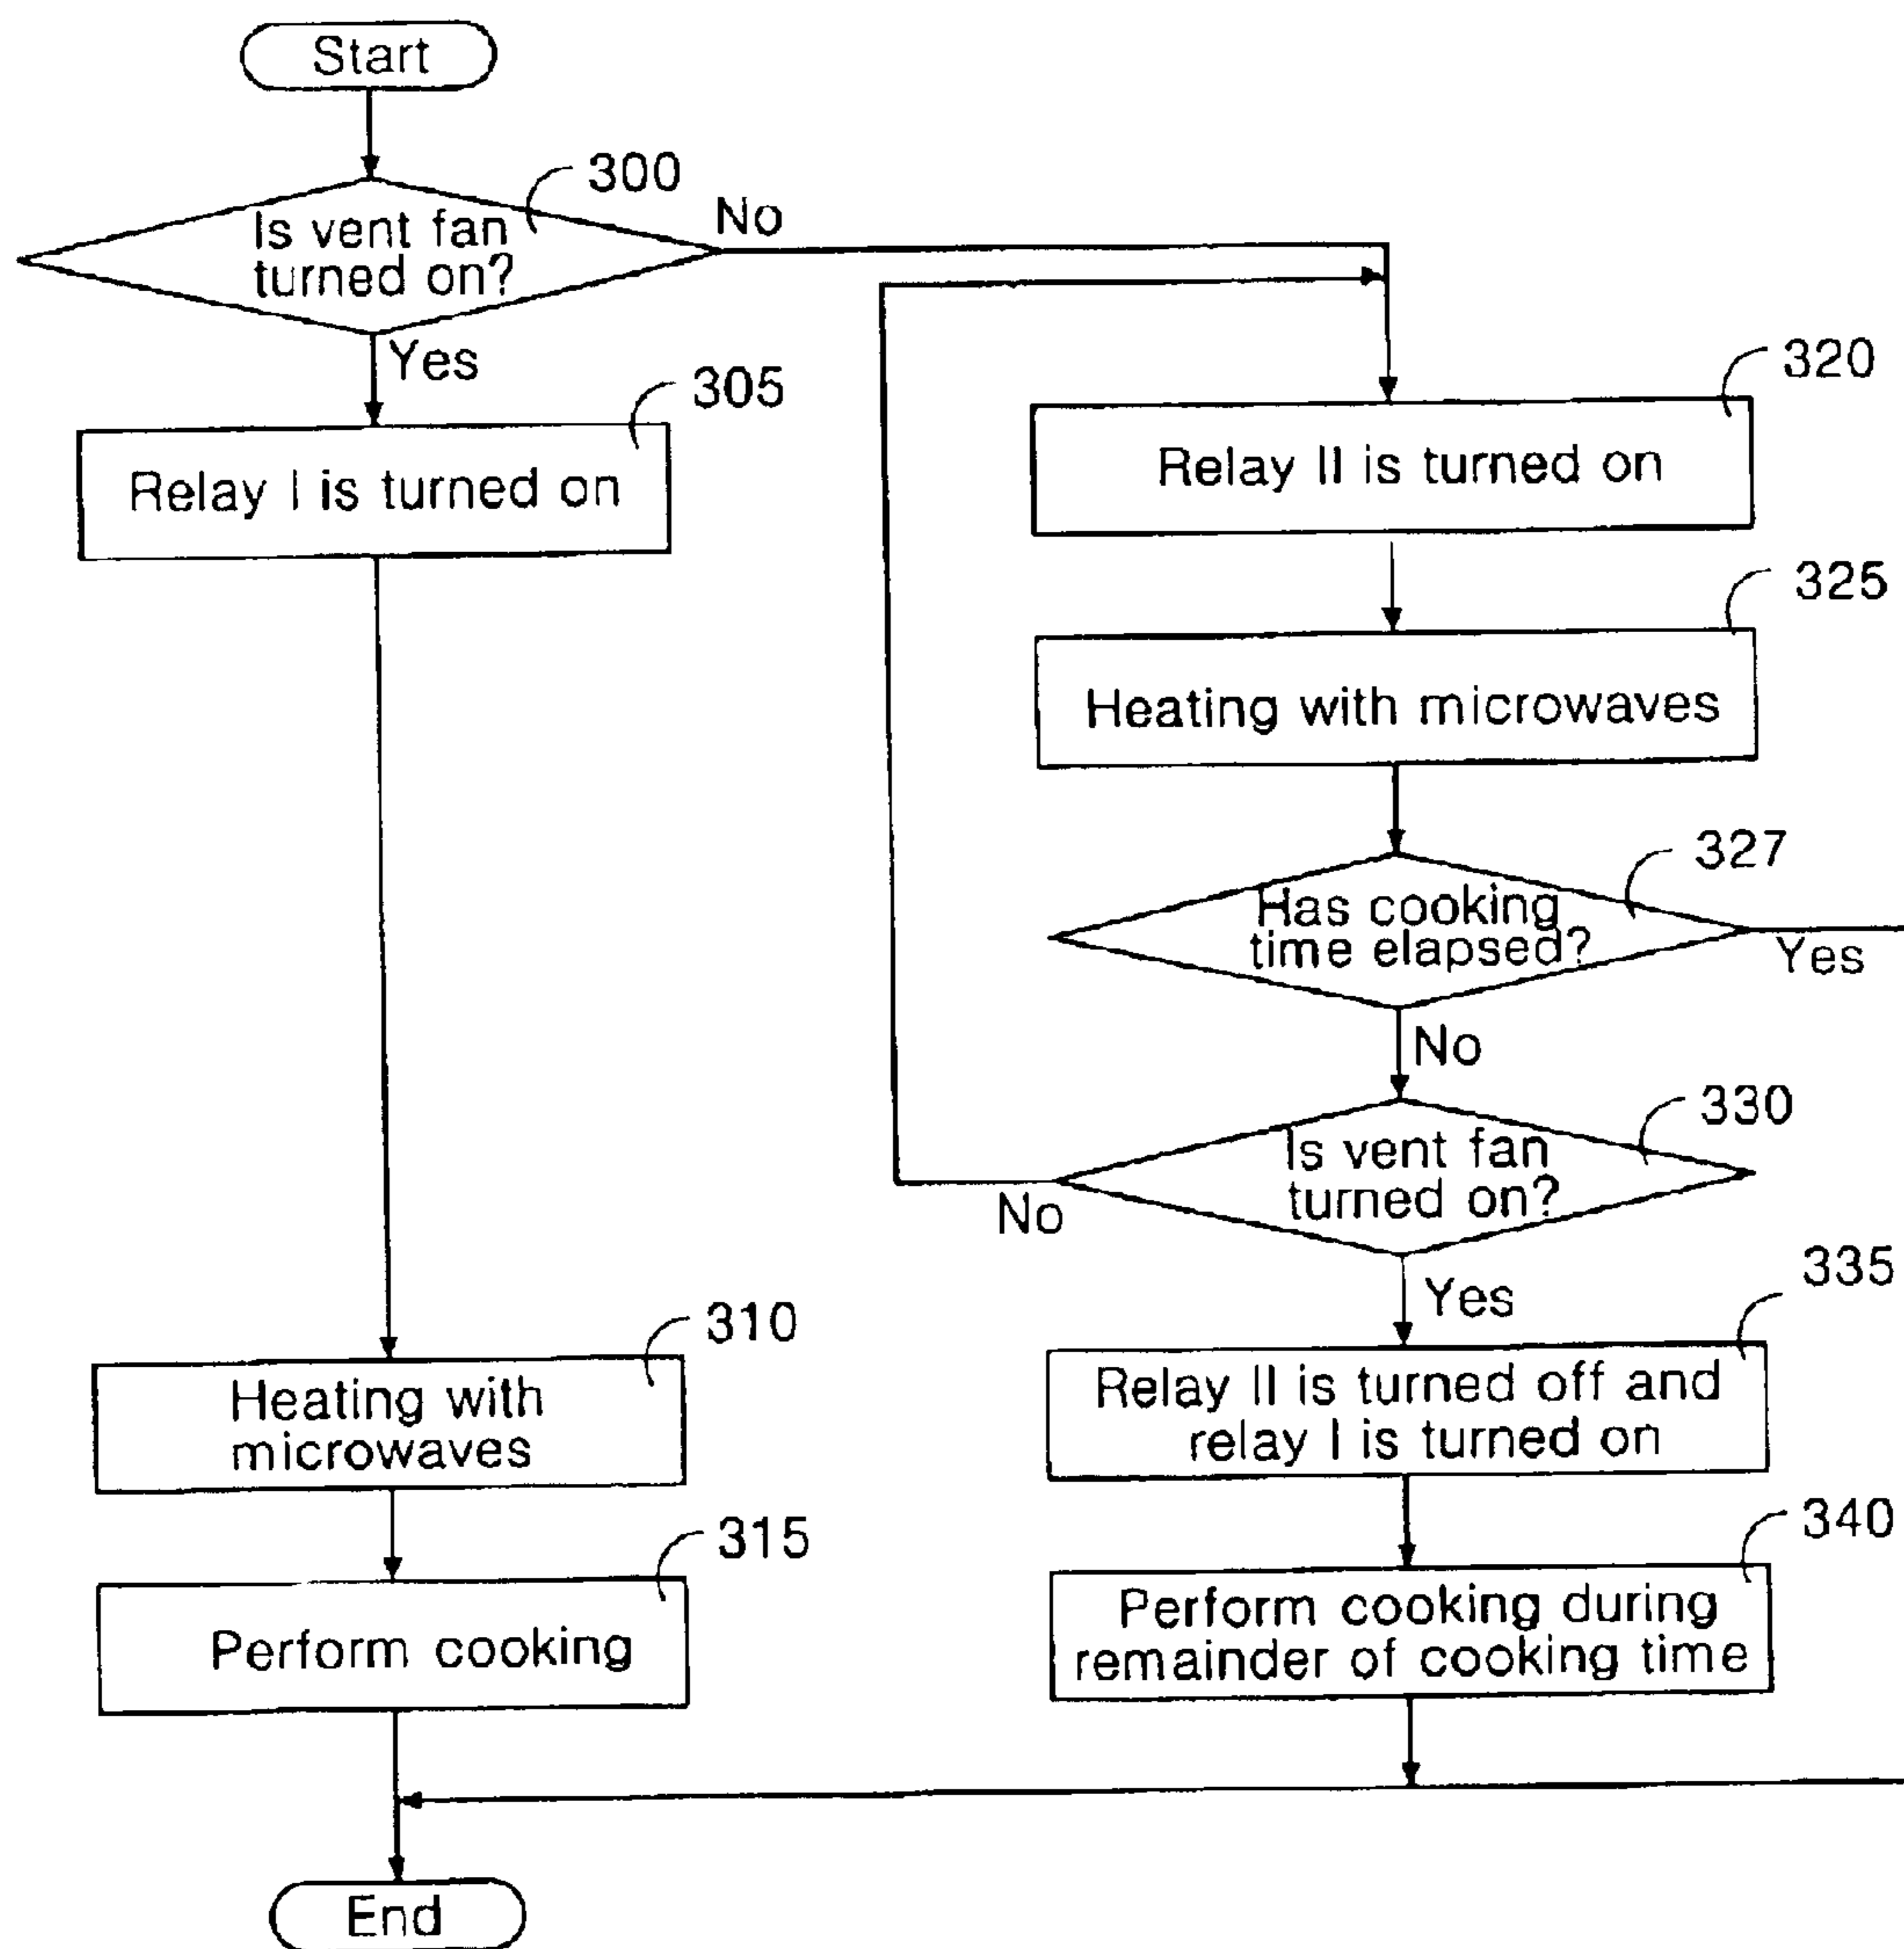 Start
300
Is vent fan
turned on?
No
Yes
305
Relay I is turned on
320
Relay II is turned on
325
Heating with microwaves
327
Has cooking
time elapsed?
Yes
No
330
Is vent fan
turned on?
No
Yes
335
Relay II is turned off and
relay I is turned on
310
Heating with
microwaves
340
Perform cooking during
remainder of cooking time
315
Perform cooking
End